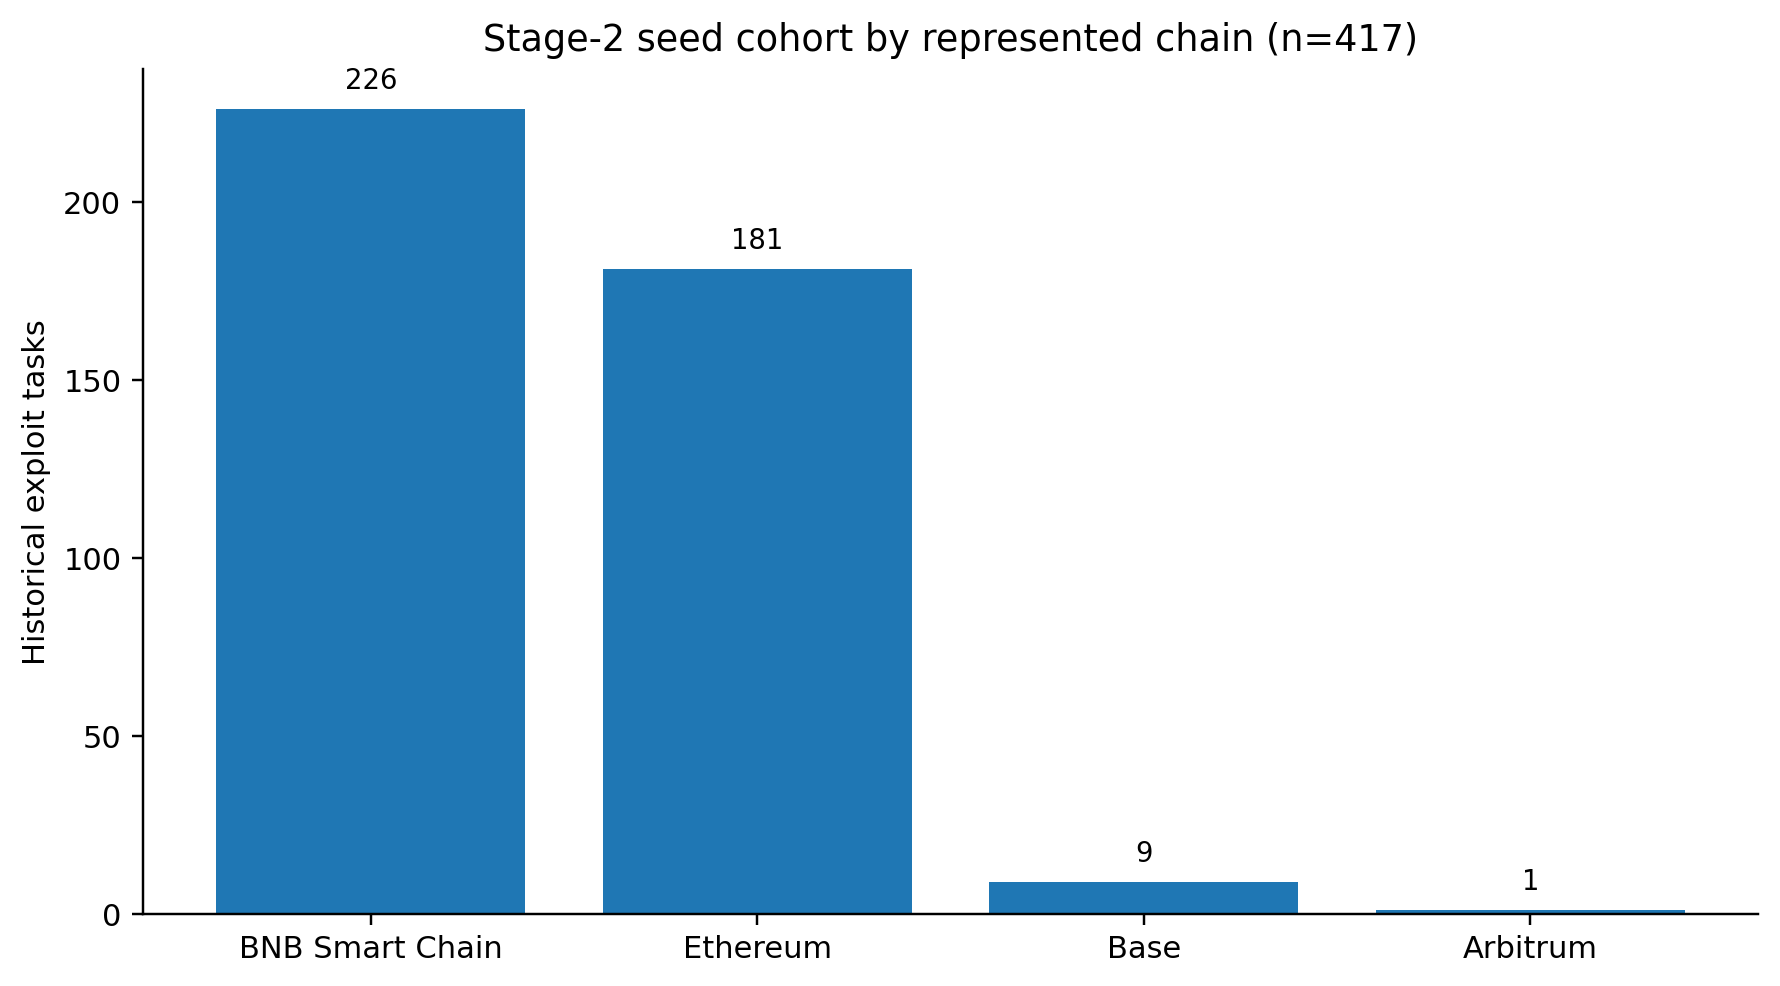 Stage-2 seed cohort by represented chain (n=417)
Historical exploit tasks
200
150
100
50
0
226
181
9
1
BNB Smart Chain
Ethereum
Base
Arbitrum